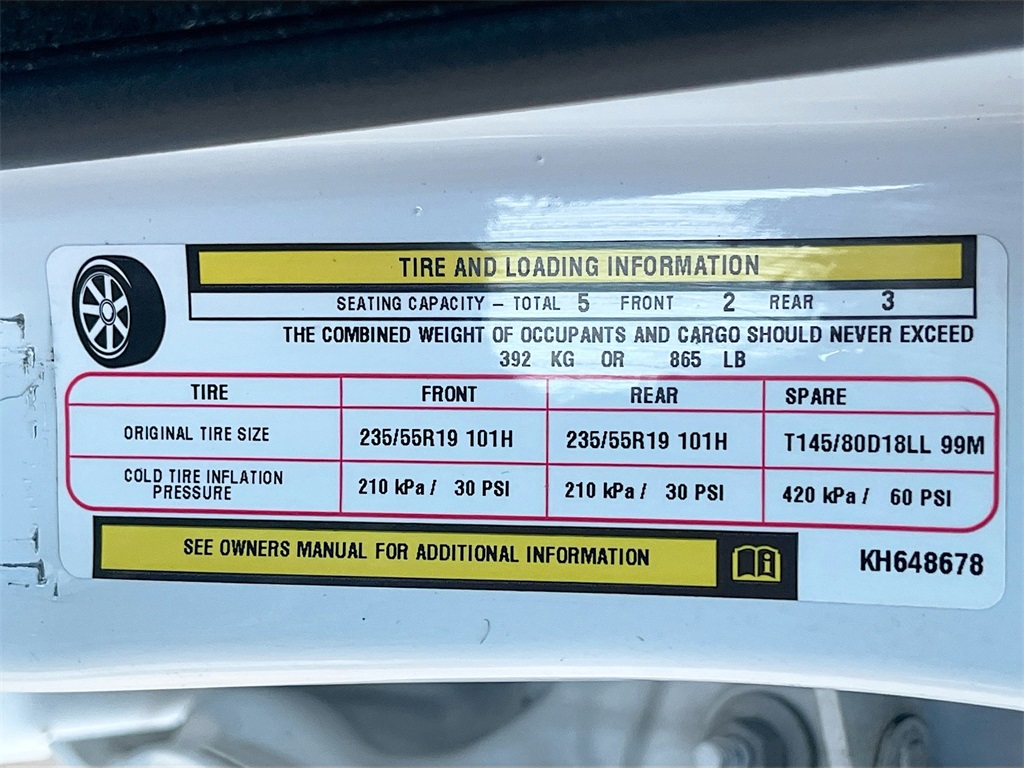 TIRE AND LOADING INFORMATION
SEATING CAPACITY – TOTAL 5 FRONT 2 REAR 3
THE COMBINED WEIGHT OF OCCUPANTS AND CARGO SHOULD NEVER EXCEED
392 KG OR 865 LB
TIRE FRONT REAR SPARE
ORIGINAL TIRE SIZE 235/55R19 101H 235/55R19 101H T145/80D18LL 99M
COLD TIRE INFLATION
PRESSURE 210 kPa / 30 PSI 210 kPa / 30 PSI 420 kPa / 60 PSI
SEE OWNERS MANUAL FOR ADDITIONAL INFORMATION
KH648678